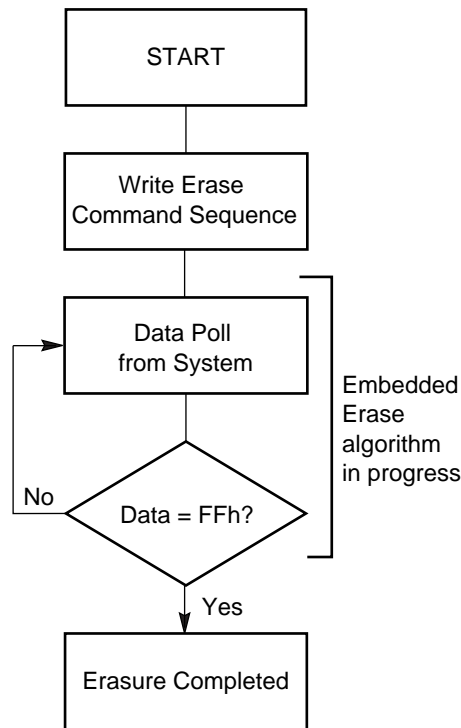 START
Write Erase
Command Sequence
Data Poll
from System
Embedded
Erase
algorithm
in progress
No
Data = FFh?
Yes
Erasure Completed